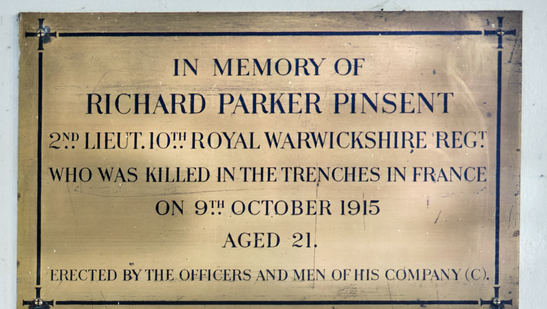 IN MEMORY OF
RICHARD PARKER PINSENT
2ND LIEUT. 10TH ROYAL WARWICKSHIRE REGT
WHO WAS KILLED IN THE TRENCHES IN FRANCE
ON 9TH OCTOBER 1915
AGED 21.
ERECTED BY THE OFFICERS AND MEN OF HIS COMPANY (C).